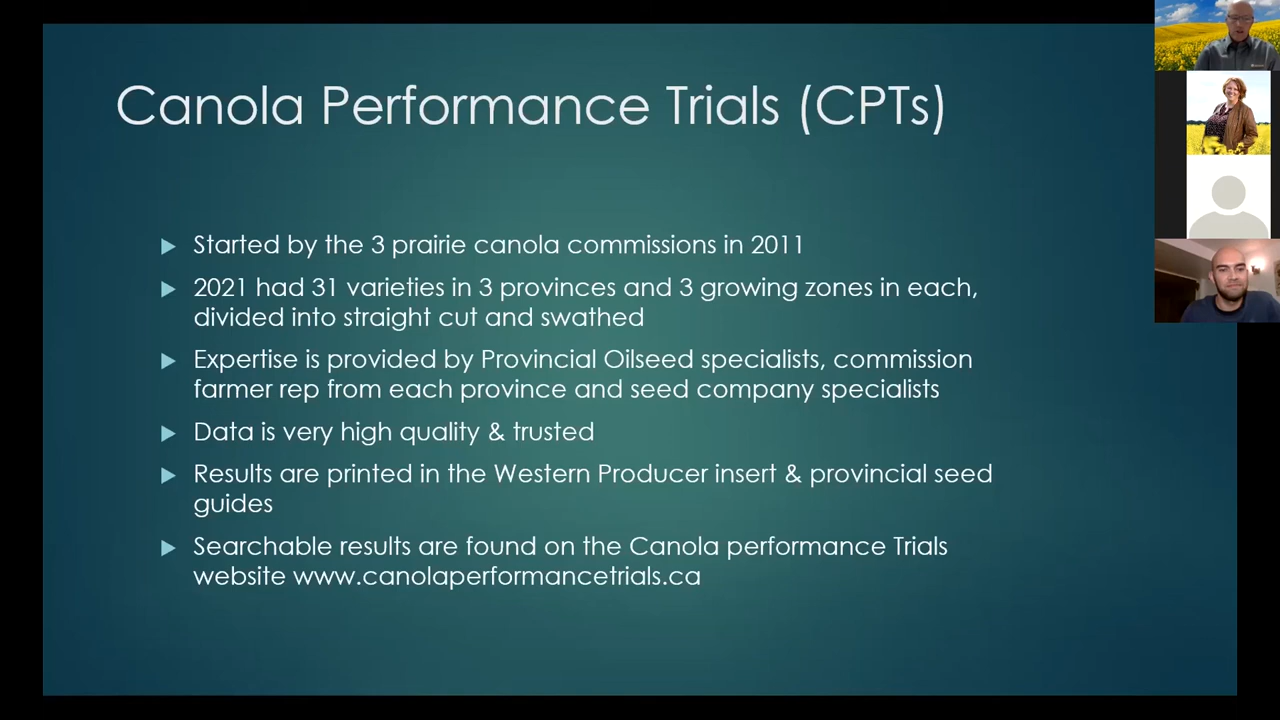 Canola Performance Trials (CPTs)
Started by the 3 prairie canola commissions in 2011
2021 had 31 varieties in 3 provinces and 3 growing zones in each,
divided into straight cut and swathed
Expertise is provided by Provincial Oilseed specialists, commission
farmer rep from each province and seed company specialists
Data is very high quality & trusted
Results are printed in the Western Producer insert & provincial seed
guides
Searchable results are found on the Canola performance Trials
website www.canolaperformancetrials.ca